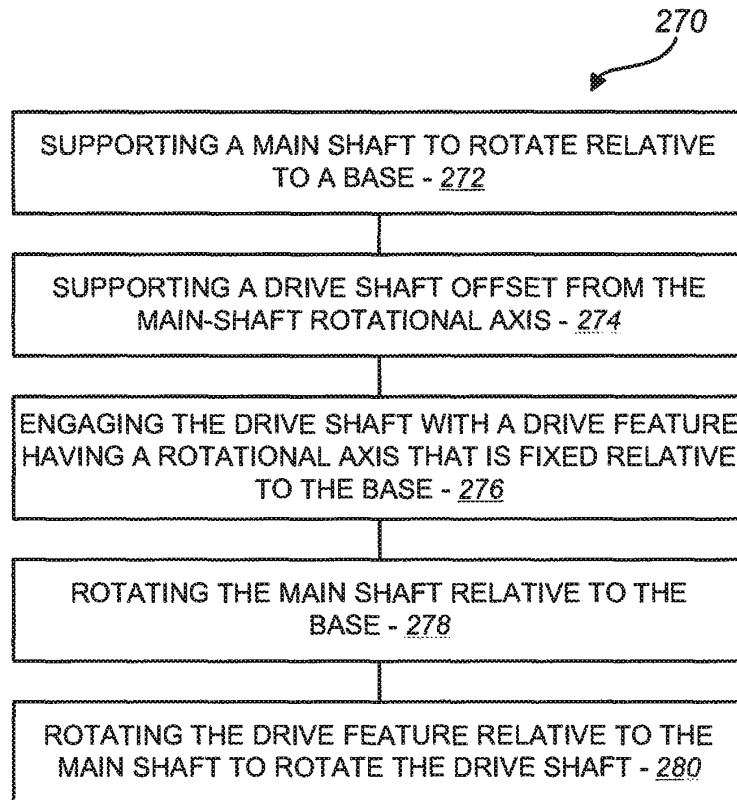 270
SUPPORTING A MAIN SHAFT TO ROTATE RELATIVE
TO A BASE - 272
SUPPORTING A DRIVE SHAFT OFFSET FROM THE
MAIN-SHAFT ROTATIONAL AXIS - 274
ENGAGING THE DRIVE SHAFT WITH A DRIVE FEATURE
HAVING A ROTATIONAL AXIS THAT IS FIXED RELATIVE
TO THE BASE - 276
ROTATING THE MAIN SHAFT RELATIVE TO THE
BASE - 278
ROTATING THE DRIVE FEATURE RELATIVE TO THE
MAIN SHAFT TO ROTATE THE DRIVE SHAFT - 280